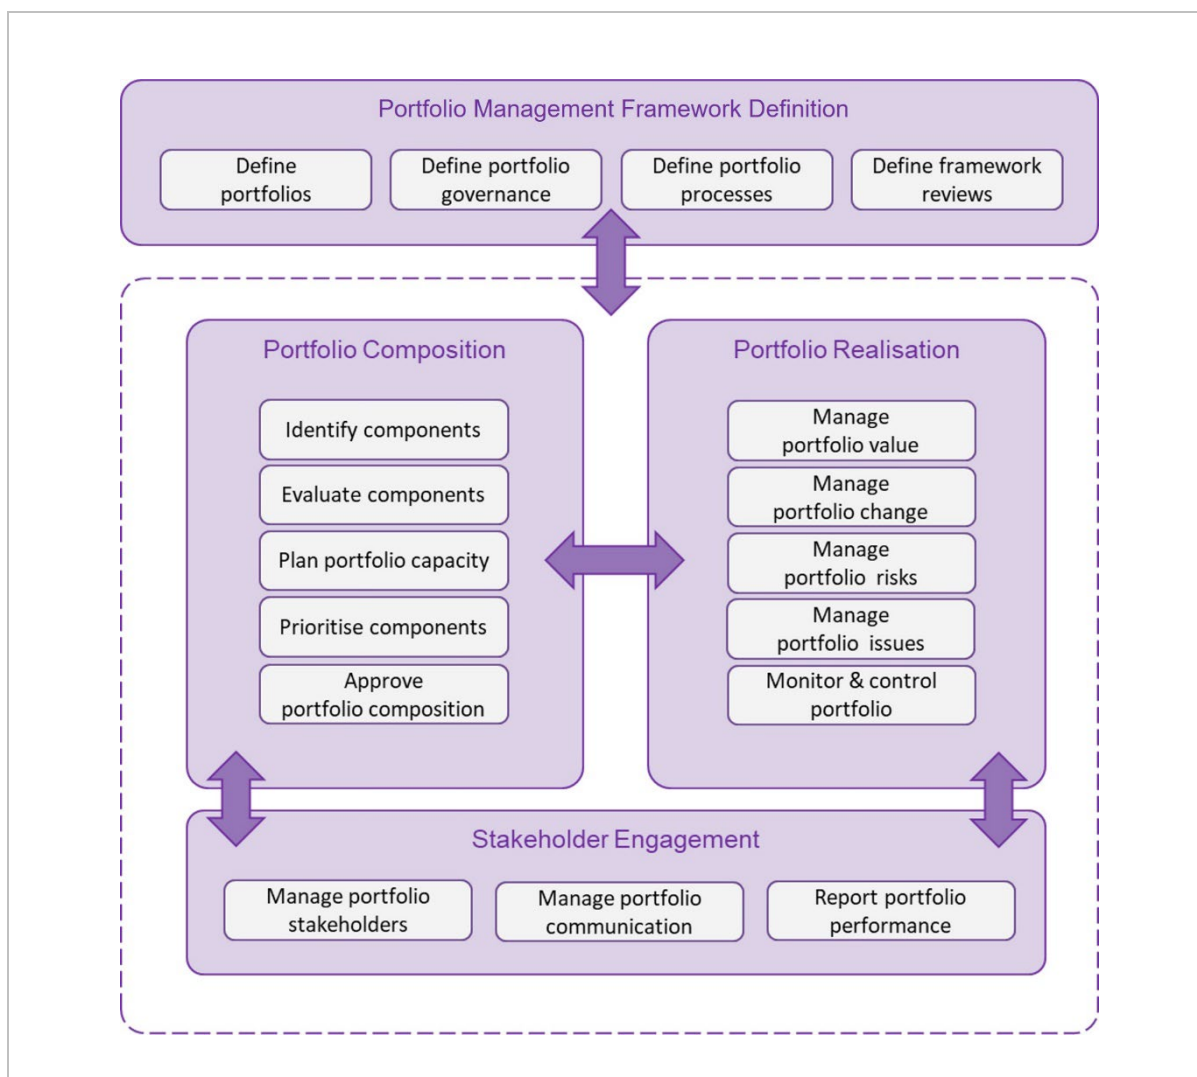 Portfolio Management Framework Definition
Define
portfolios
Define portfolio
governance
Define portfolio
processes
Define framework
reviews
Portfolio Composition
Identify components
Evaluate components
Plan portfolio capacity
Prioritise components
Approve
portfolio composition
Portfolio Realisation
Manage
portfolio value
Manage
portfolio change
Manage
portfolio risks
Manage
portfolio issues
Monitor & control
portfolio
Stakeholder Engagement
Manage portfolio
stakeholders
Manage portfolio
communication
Report portfolio
performance